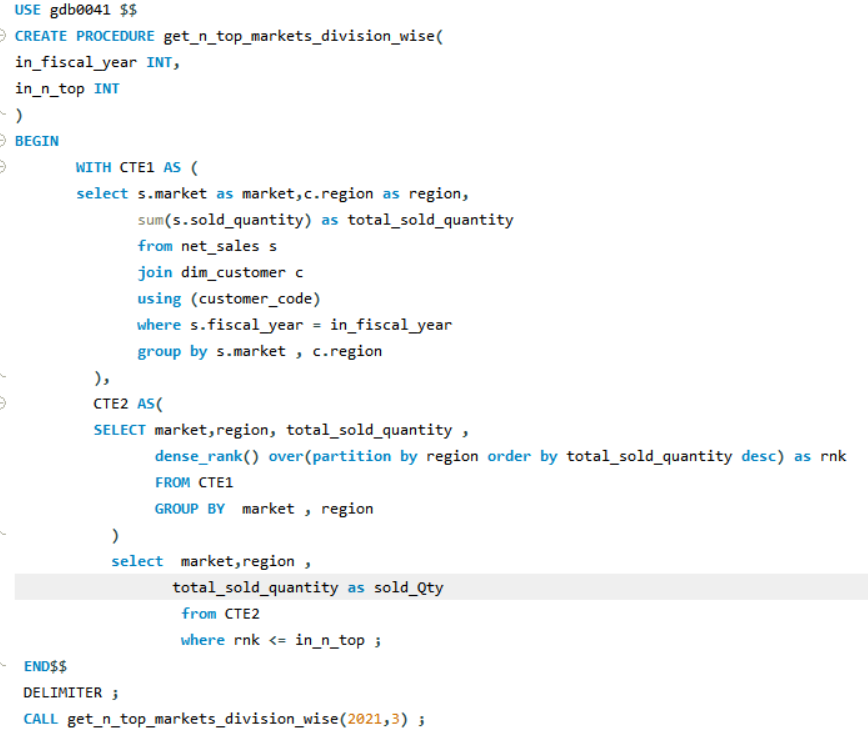 USE gdb0041 $$
CREATE PROCEDURE get_n_top_markets_division_wise(
in_fiscal_year INT,
in_n_top INT
)
BEGIN
WITH CTE1 AS (
select s.market as market,c.region as region,
sum(s.sold_quantity) as total_sold_quantity
from net_sales s
join dim_customer c
using (customer_code)
where s.fiscal_year = in_fiscal_year
group by s.market , c.region
),
CTE2 AS(
SELECT market,region, total_sold_quantity ,
dense_rank() over(partition by region order by total_sold_quantity desc) as rnk
FROM CTE1
GROUP BY  market , region
)
select  market,region ,
total_sold_quantity as sold_Qty
from CTE2
where rnk <= in_n_top ;
END$$
DELIMITER ;
CALL get_n_top_markets_division_wise(2021,3) ;